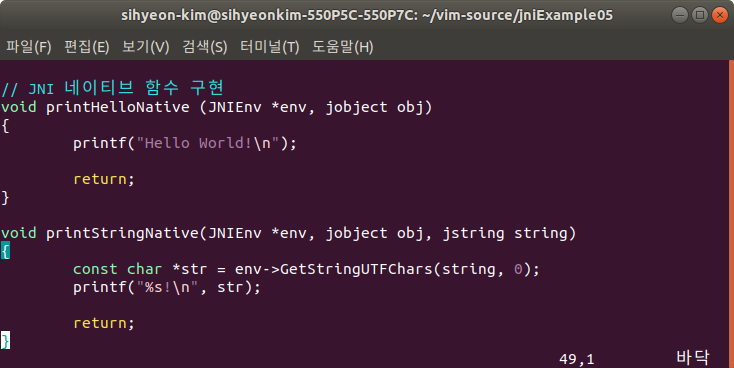 sihyeon-kim@sihyeonkim-550P5C-550P7C: ~/vim-source/jniExample05
파일(F) 편집(E) 보기(V) 검색(S) 터미널(T) 도움말(H)
// JNI 네이티브 함수 구현
void printHelloNative (JNIEnv *env, jobject obj)
{
        printf("Hello World!\n");

        return;
}

void printStringNative(JNIEnv *env, jobject obj, jstring string)
{
        const char *str = env->GetStringUTFChars(string, 0);
        printf("%s!\n", str);

        return;
}
49,1 바닥